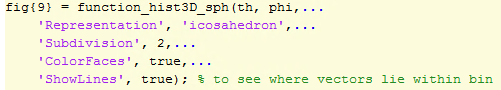 fig{9} = function_hist3D_sph(th, phi,...
'Representation', 'icosahedron',...
'Subdivision', 2,...
'ColorFaces', true,...
'ShowLines', true); % to see where vectors lie within bin